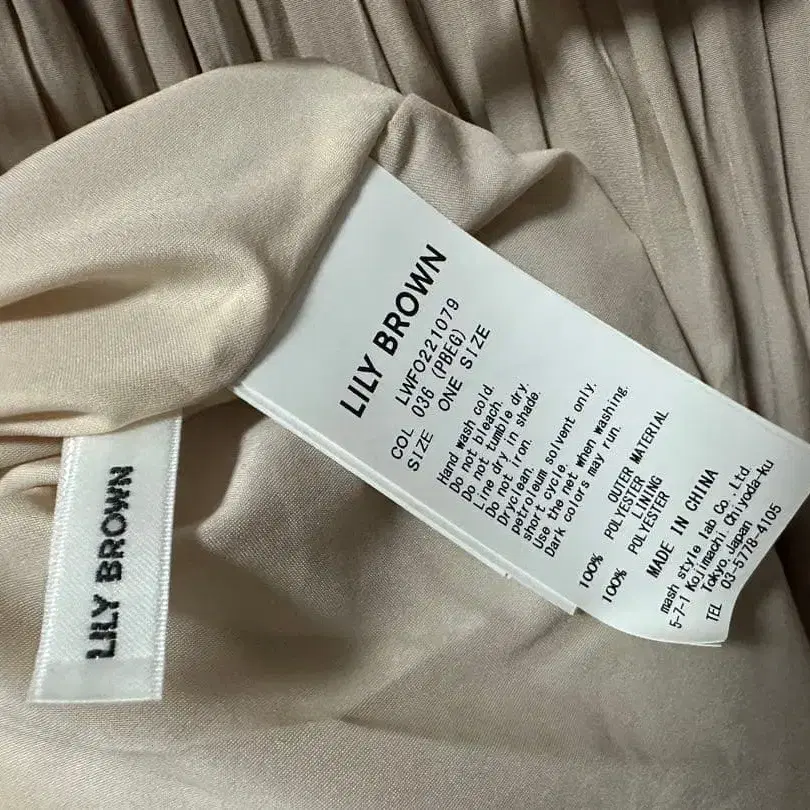 LILY BROWN
LILY BROWN
LWFO221079
COL 036 (PBEG)
SIZE ONE SIZE
Hand wash cold.
Do not bleach.
Do not tumble dry.
Line dry in shade.
Do not iron.
Dryclean.
petroleum solvent only.
short cycle.
Use the net when washing.
Dark colors may run.
OUTER MATERIAL
100% POLYESTER
LINING
100% POLYESTER
MADE IN CHINA
mash style lab Co.,Ltd.
5-7-1 Kojimachi,Chiyoda-ku
Tokyo,Japan
TEL 03-5778-4105